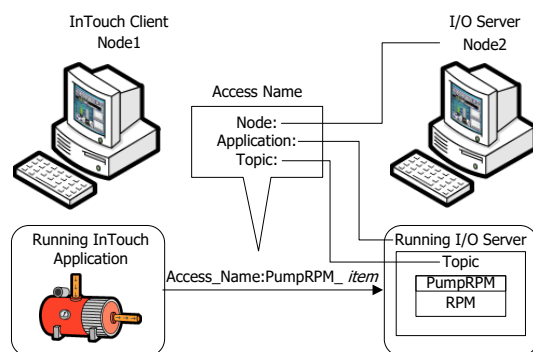 InTouch Client
Node1
I/O Server
Node2
Access Name
Node:
Application:
Topic:
Running InTouch
Application
Access_Name:PumpRPM_ item
Running I/O Server
Topic
PumpRPM
RPM